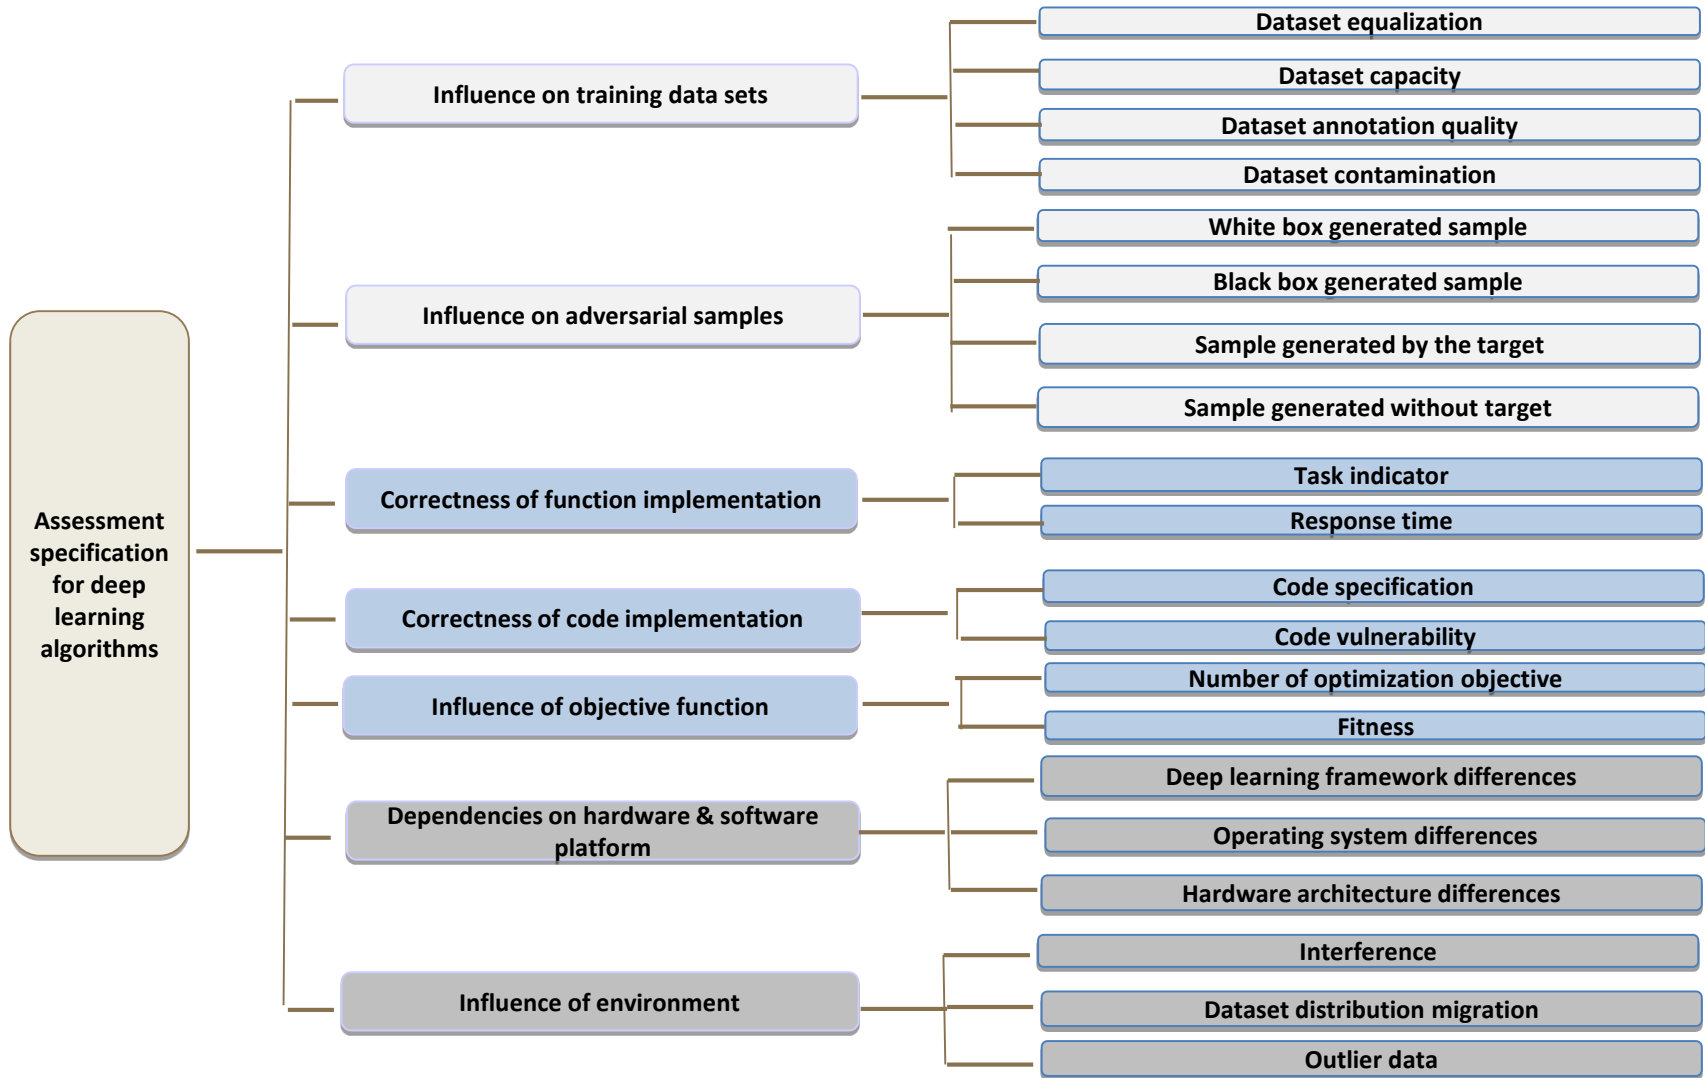 Assessment
specification
for deep
learning
algorithms
Influence on training data sets
Dataset equalization
Dataset capacity
Dataset annotation quality
Dataset contamination
Influence on adversarial samples
White box generated sample
Black box generated sample
Sample generated by the target
Sample generated without target
Correctness of function implementation
Task indicator
Response time
Correctness of code implementation
Code specification
Code vulnerability
Influence of objective function
Number of optimization objective
Fitness
Dependencies on hardware & software
platform
Deep learning framework differences
Operating system differences
Hardware architecture differences
Influence of environment
Interference
Dataset distribution migration
Outlier data